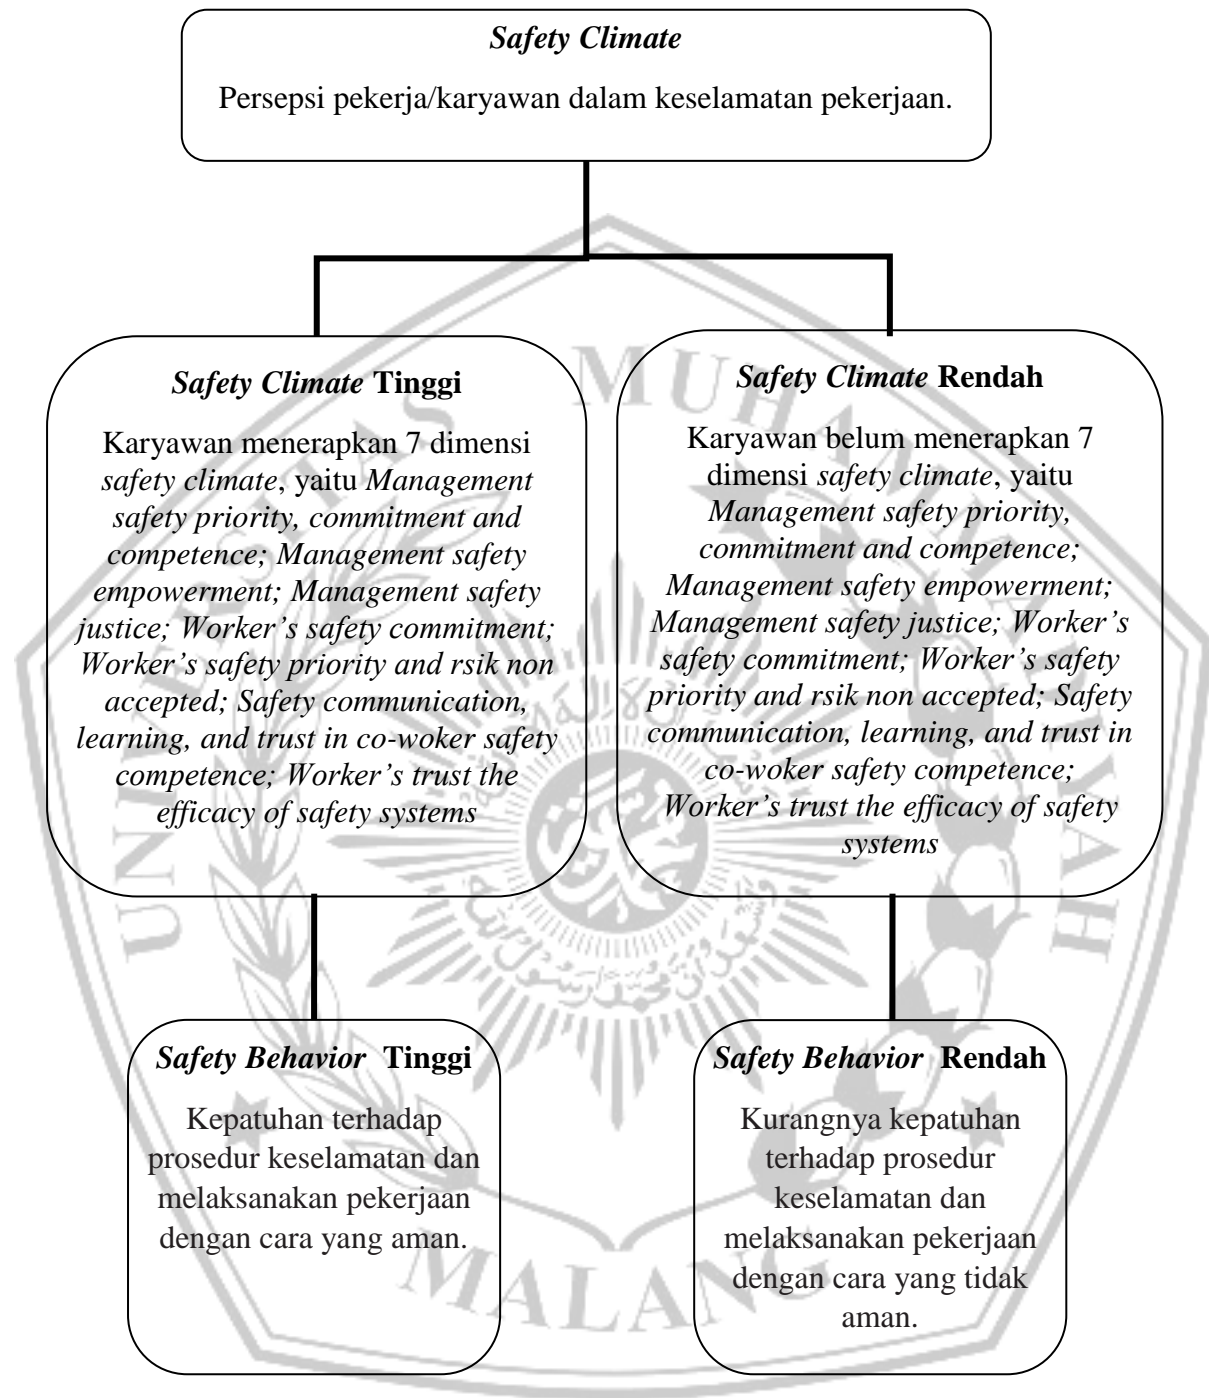 Safety Climate
Persepsi pekerja/karyawan dalam keselamatan pekerjaan.
Safety Climate Tinggi
Karyawan menerapkan 7 dimensi
safety climate, yaitu Management
safety priority, commitment and
competence; Management safety
empowerment; Management safety
justice; Worker’s safety commitment;
Worker’s safety priority and rsik non
accepted; Safety communication,
learning, and trust in co-woker safety
competence; Worker’s trust the
efficacy of safety systems
Safety Climate Rendah
Karyawan belum menerapkan 7
dimensi safety climate, yaitu
Management safety priority,
commitment and competence;
Management safety empowerment;
Management safety justice; Worker’s
safety commitment; Worker’s safety
priority and rsik non accepted; Safety
communication, learning, and trust in
co-woker safety competence;
Worker’s trust the efficacy of safety
systems
Safety Behavior Tinggi
Kepatuhan terhadap
prosedur keselamatan dan
melaksanakan pekerjaan
dengan cara yang aman.
Safety Behavior Rendah
Kurangnya kepatuhan
terhadap prosedur
keselamatan dan
melaksanakan pekerjaan
dengan cara yang tidak
aman.
UNIVERSITAS MUHAMMADIYAH
MALANG